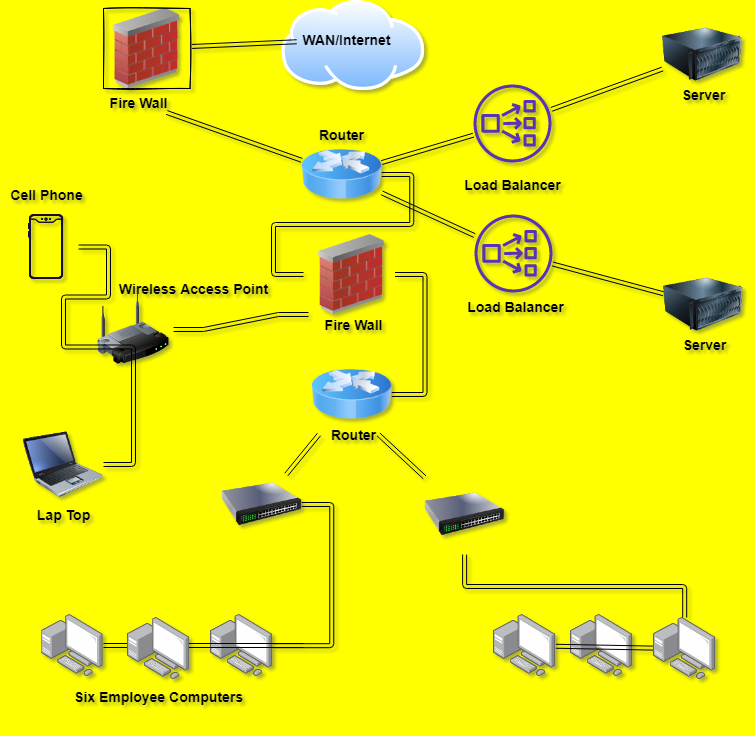 WAN/Internet
Fire Wall
Server
Router
Load Balancer
Cell Phone
Wireless Access Point
Load Balancer
Fire Wall
Server
Router
Lap Top
Six Employee Computers